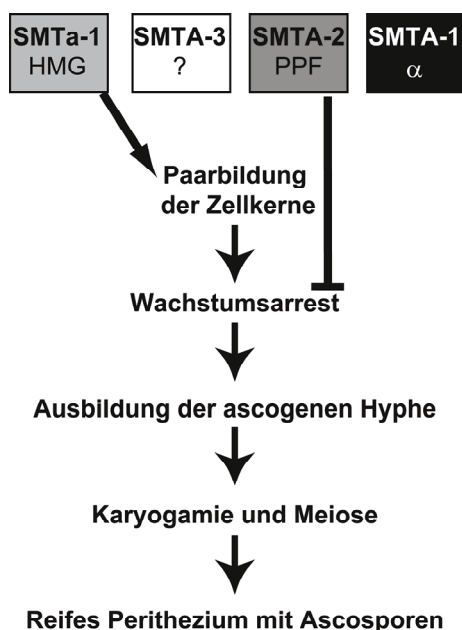 SMTa-1 SMTA-3 SMTA-2 SMTA-1
HMG ? PPF α
Paarbildung
der Zellkerne
Wachstumsarrest
Ausbildung der ascogenen Hyphe
Karyogamie und Meiose
Reifes Perithezium mit Ascosporen